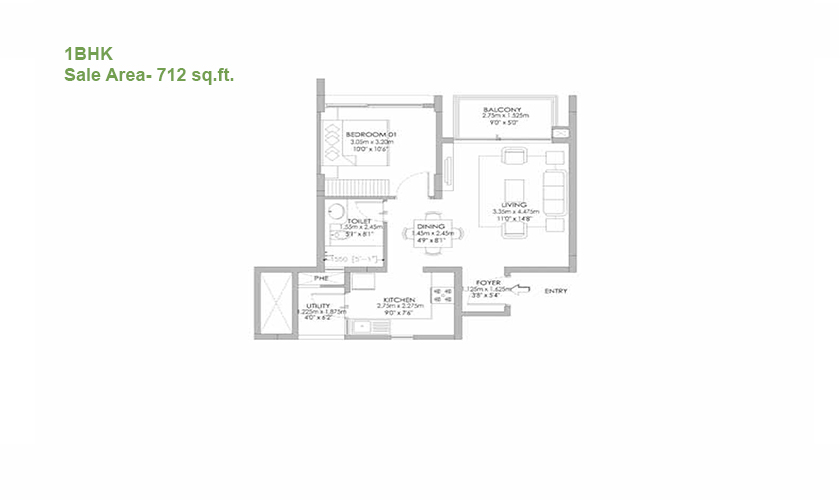 1BHK
Sale Area- 712 sq.ft.
BALCONY
2.75m x 1.525m
9'0" x 5'0"
BEDROOM 01
3.05m x 3.20m
10'0" x 10'6"
LIVING
3.35m x 4.475m
11'0" x 14'8"
TOILET
1.55m x 2.45m
5'1" x 8'1"
DINING
1.45m x 2.45m
4'9" x 8'1"
1550 [5'-1"]
PHE
FOYER
1.125m x 1.625m
3'8" x 5'4"
ENTRY
KITCHEN
2.75m x 2.275m
9'0" x 7'6"
UTILITY
1.225m x 1.875m
4'0" x 6'2"